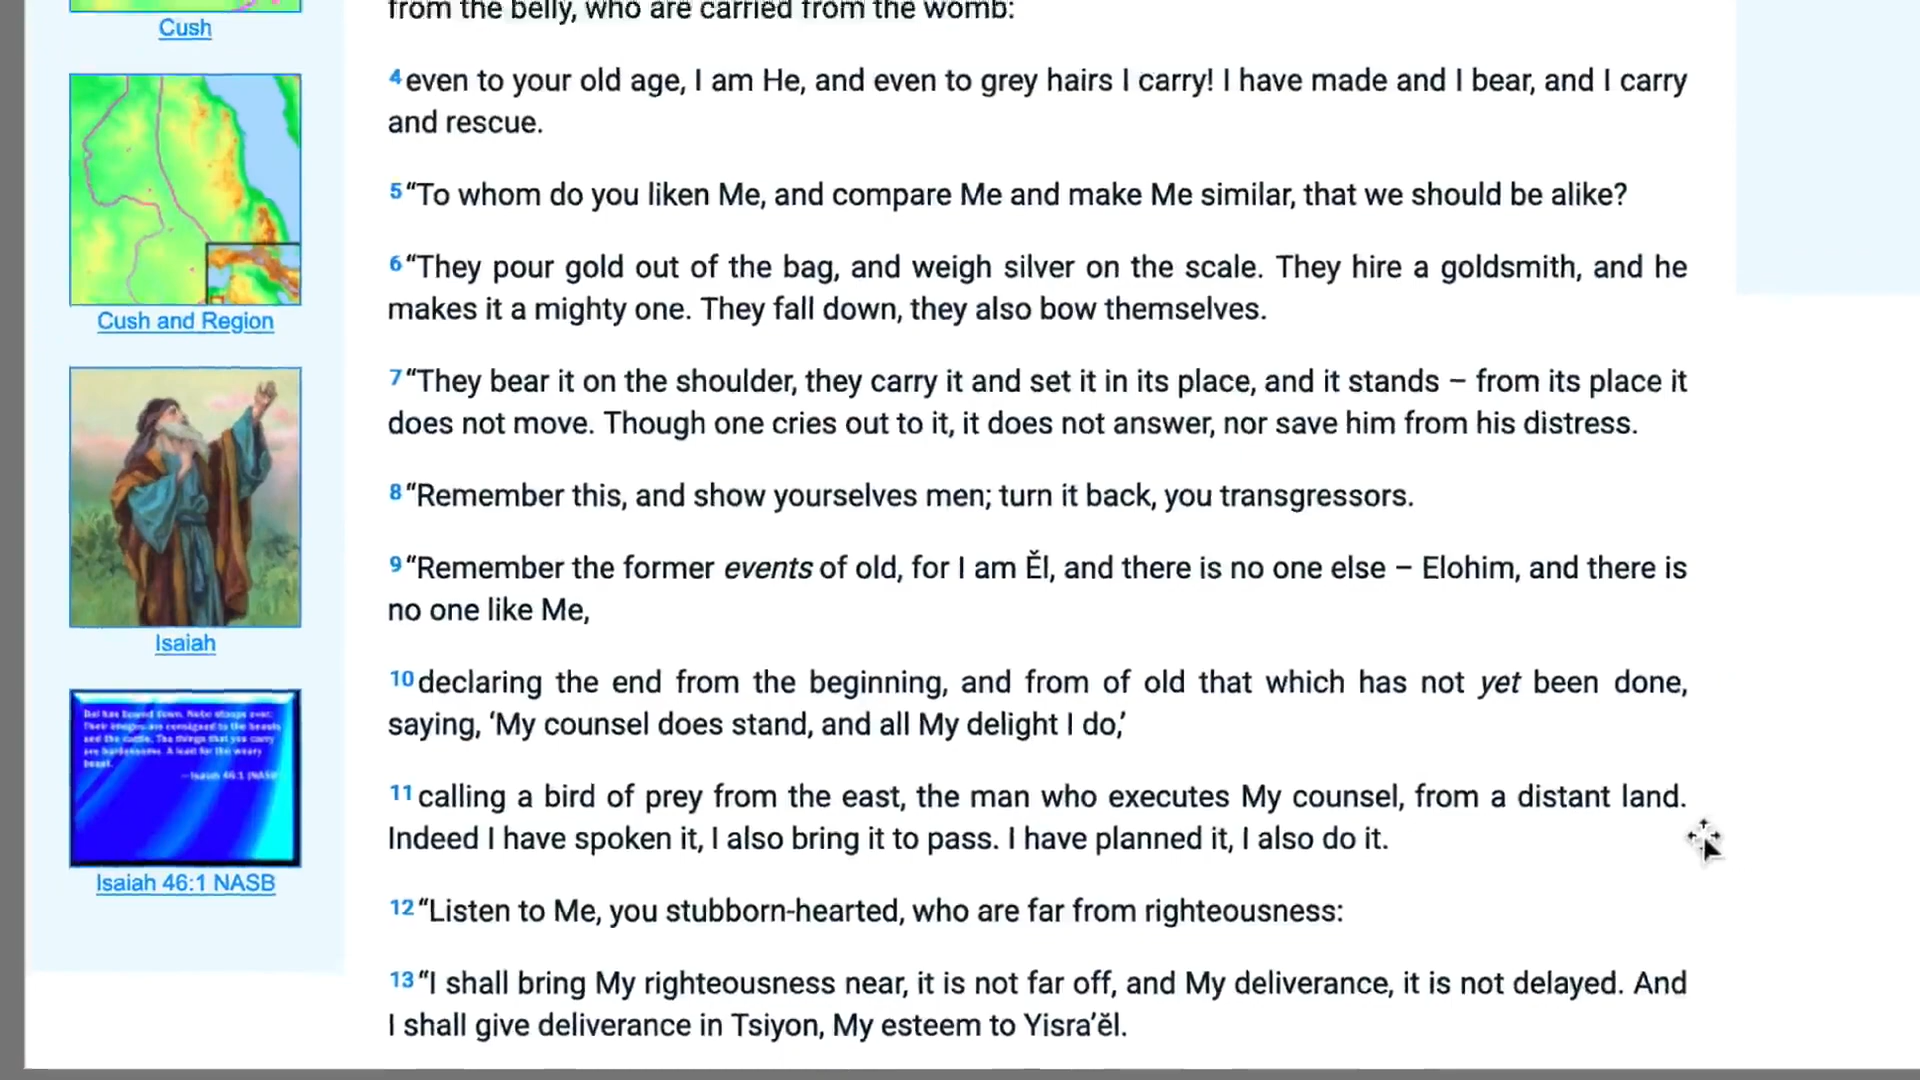 Cush
Cush and Region
Isaiah
Isaiah 46:1 NASB
from the belly, who are carried from the womb:
4 even to your old age, I am He, and even to grey hairs I carry! I have made and I bear, and I carry
and rescue.
5 “To whom do you liken Me, and compare Me and make Me similar, that we should be alike?
6 “They pour gold out of the bag, and weigh silver on the scale. They hire a goldsmith, and he
makes it a mighty one. They fall down, they also bow themselves.
7 “They bear it on the shoulder, they carry it and set it in its place, and it stands – from its place it
does not move. Though one cries out to it, it does not answer, nor save him from his distress.
8 “Remember this, and show yourselves men; turn it back, you transgressors.
9 “Remember the former events of old, for I am Ěl, and there is no one else – Elohim, and there is
no one like Me,
10 declaring the end from the beginning, and from of old that which has not yet been done,
saying, ‘My counsel does stand, and all My delight I do,’
11 calling a bird of prey from the east, the man who executes My counsel, from a distant land.
Indeed I have spoken it, I also bring it to pass. I have planned it, I also do it.
12 “Listen to Me, you stubborn-hearted, who are far from righteousness:
13 “I shall bring My righteousness near, it is not far off, and My deliverance, it is not delayed. And
I shall give deliverance in Tsiyon, My esteem to Yisra’ĕl.